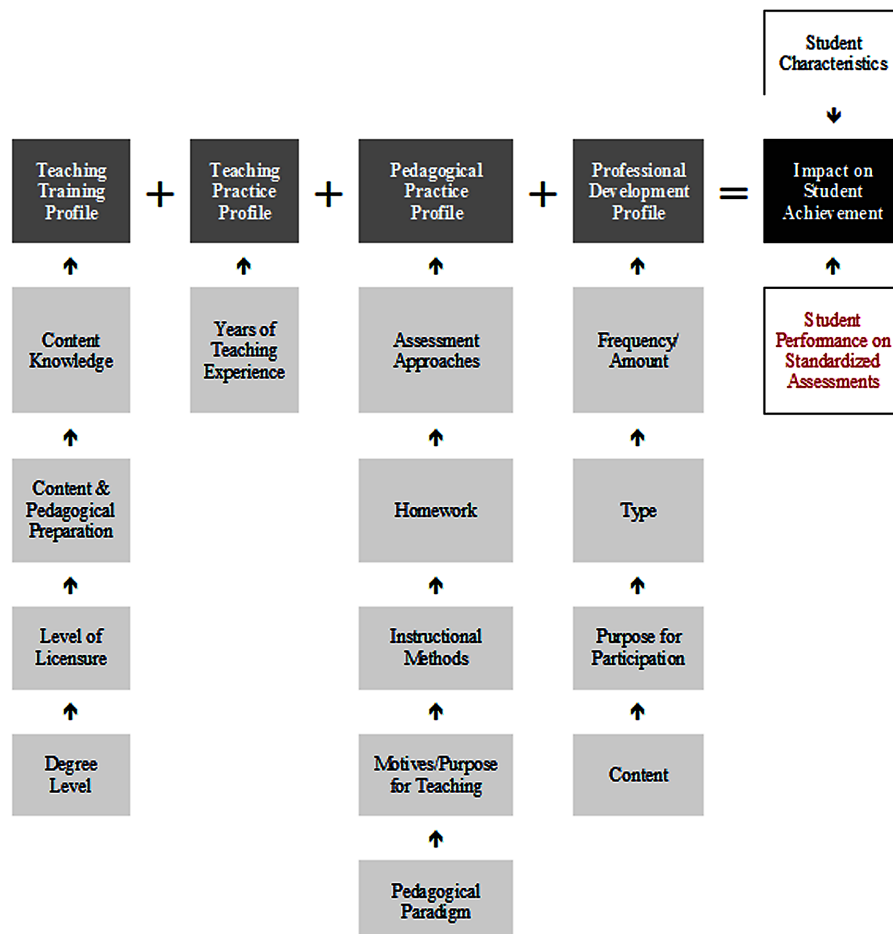 Student
Characteristics
Teaching
Training
Profile
+
Teaching
Practice
Profile
+
Pedagogical
Practice
Profile
+
Professional
Development
Profile
=
Impact on
Student
Achievement
Content
Knowledge
Years of
Teaching
Experience
Assessment
Approaches
Frequency/
Amount
Student
Performance on
Standardized
Assessments
Content &
Pedagogical
Preparation
Homework
Type
Level of
Licensure
Instructional
Methods
Purpose for
Participation
Degree
Level
Motives/Purpose
for Teaching
Content
Pedagogical
Paradigm